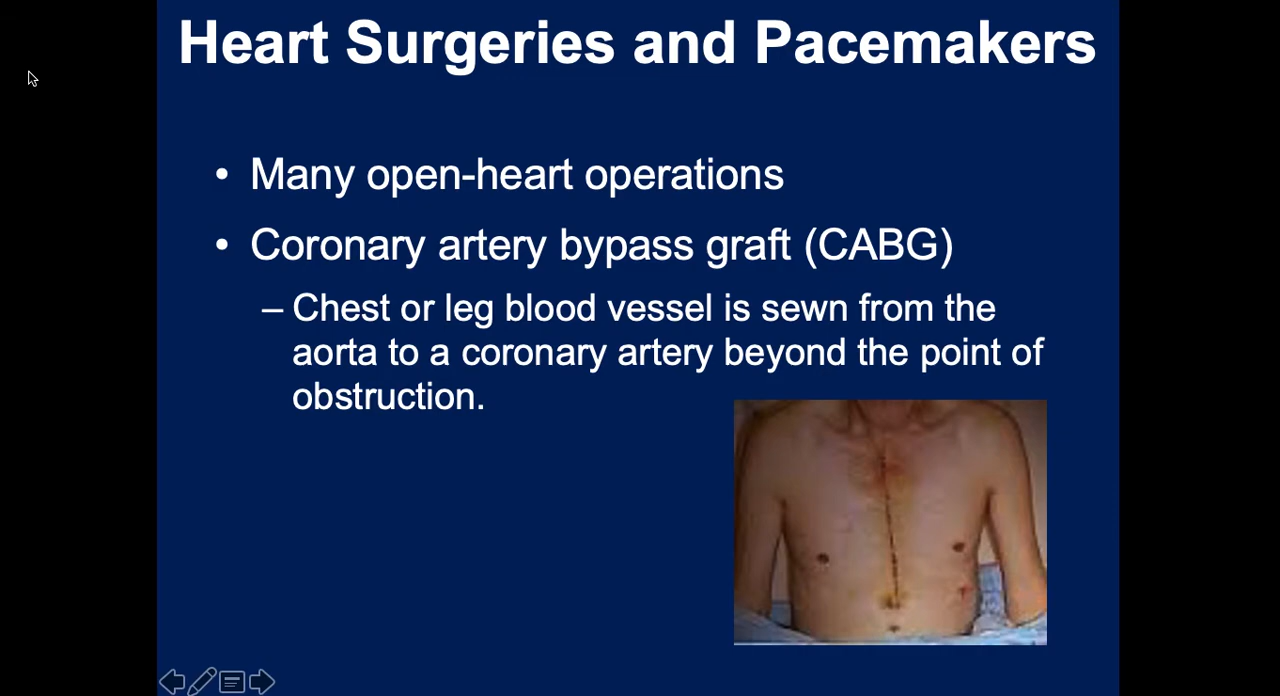 Heart Surgeries and Pacemakers
• Many open-heart operations
• Coronary artery bypass graft (CABG)
– Chest or leg blood vessel is sewn from the
aorta to a coronary artery beyond the point of
obstruction.